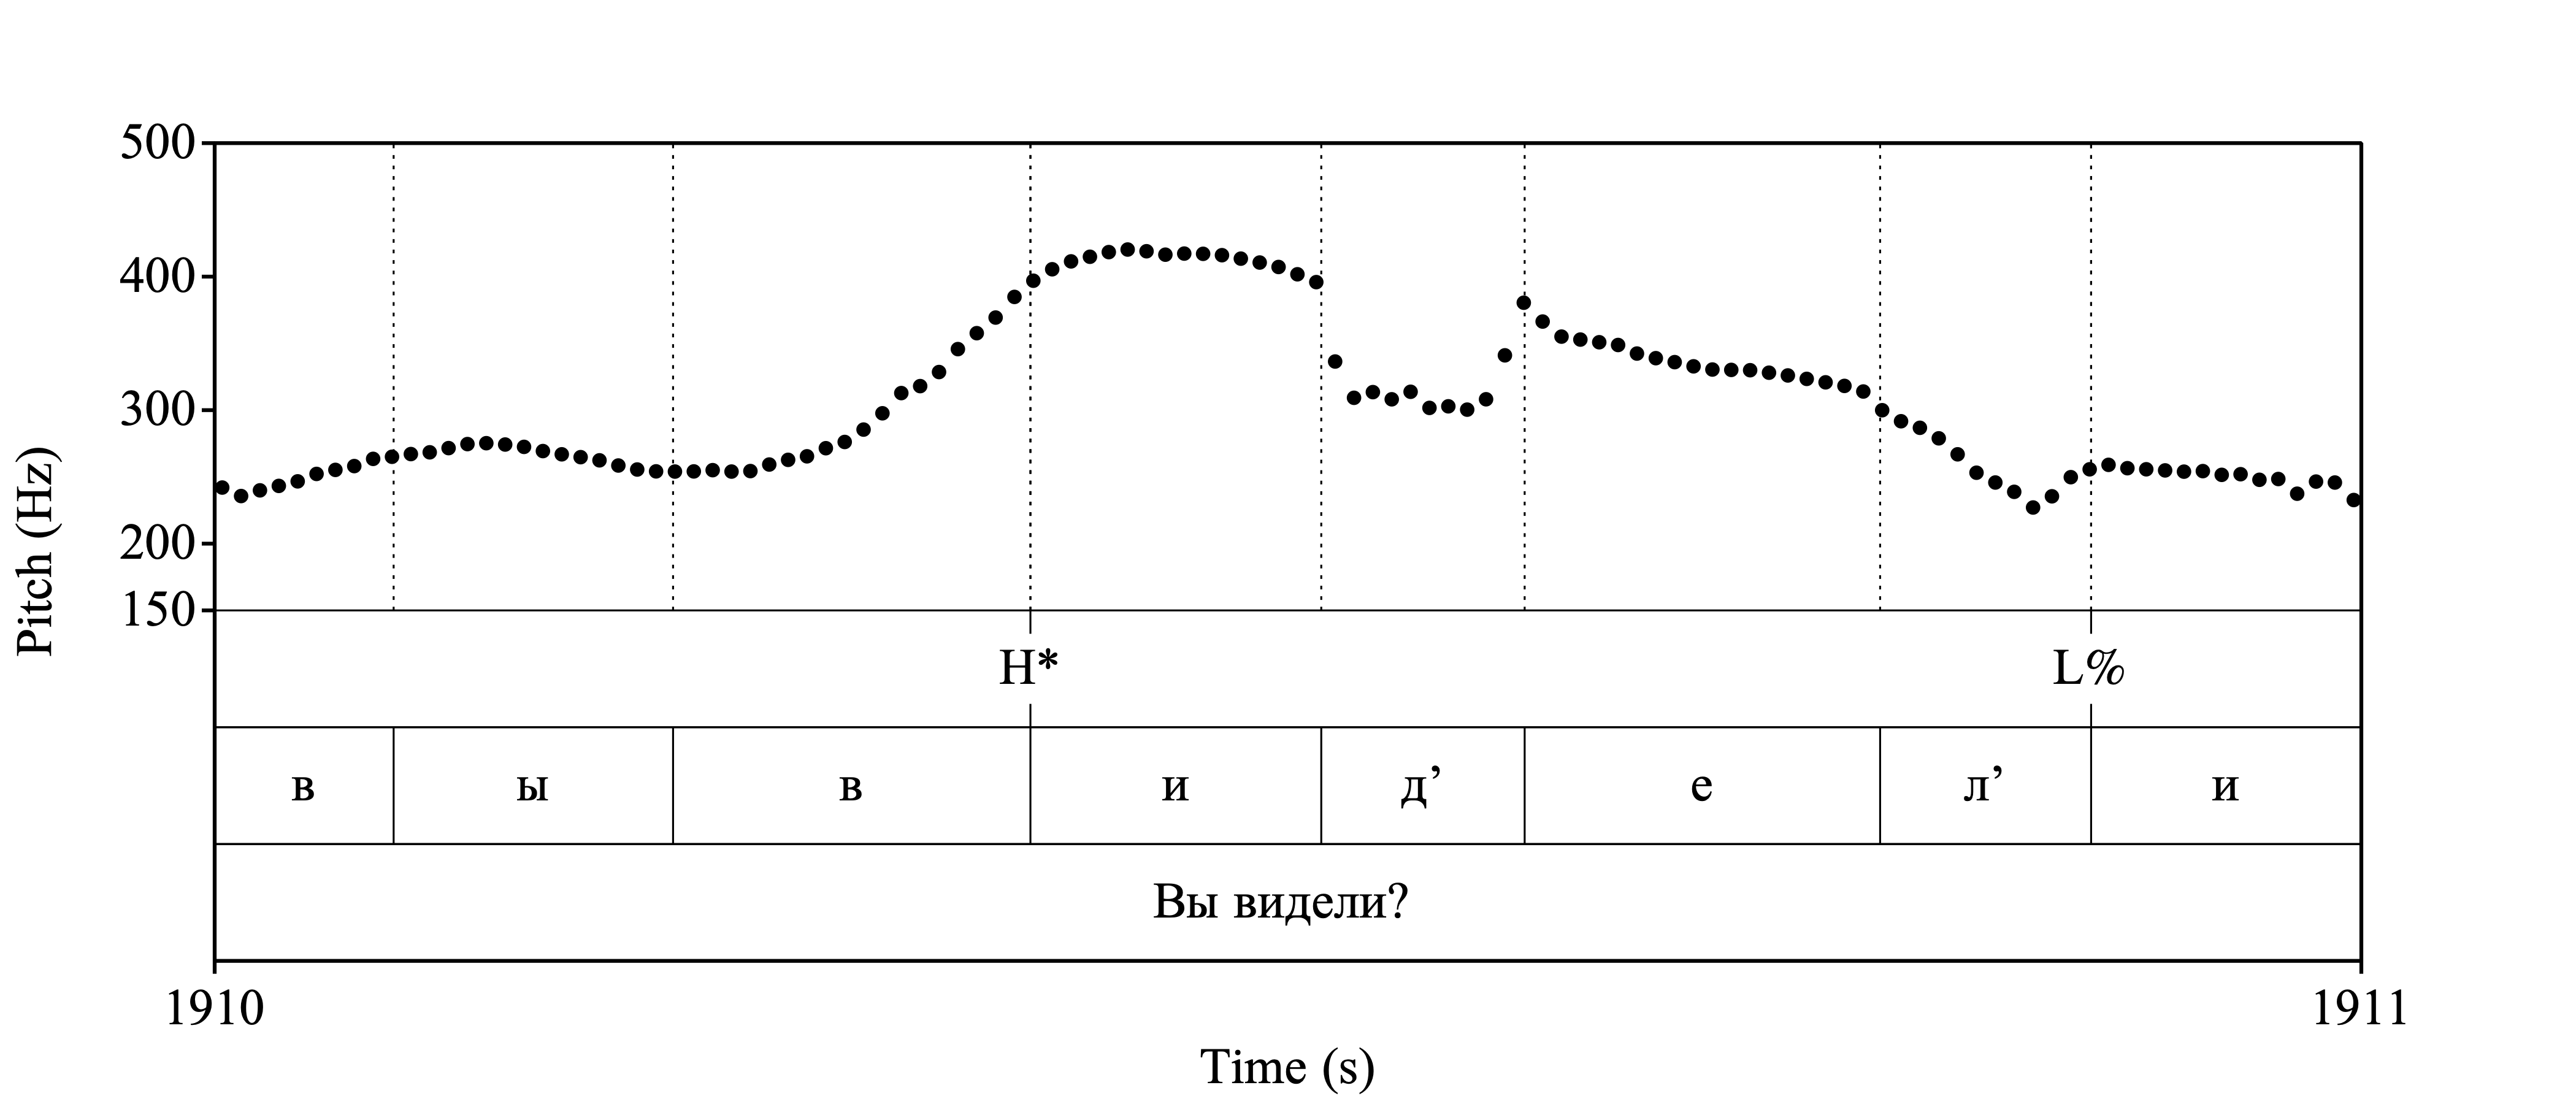 500
400
300
200
150
Pitch (Hz)
H* L%
в ы в и д’ е л’ и
Вы видели?
1910 1911
Time (s)